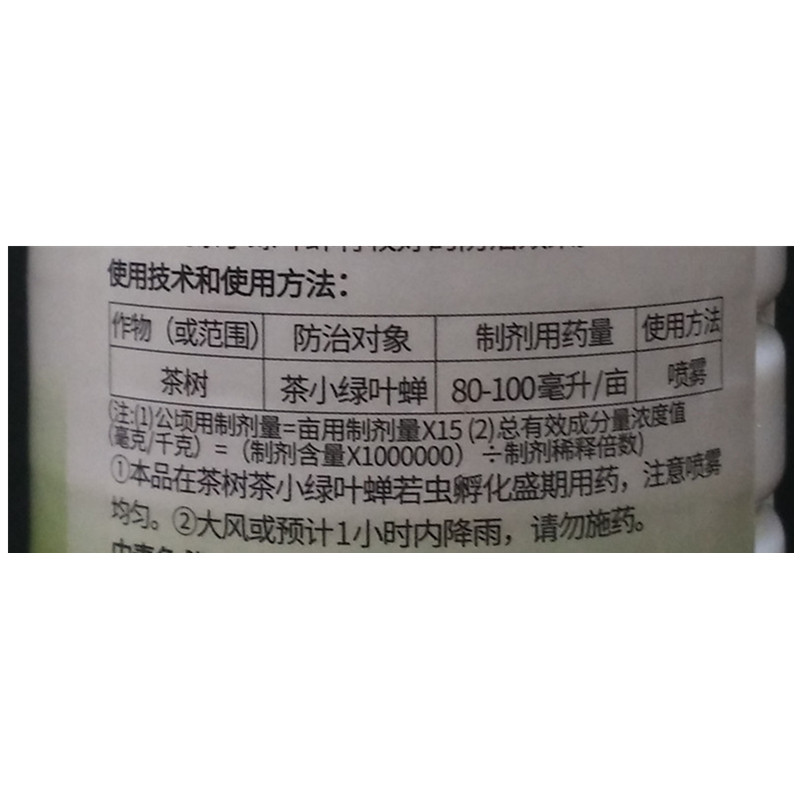 使用技术和使用方法：
作物（或范围） 防治对象 制剂用药量 使用方法
茶树 茶小绿叶蝉 80-100毫升/亩 喷雾
(注:(1)公顷用制剂量=亩用制剂量X15 (2)总有效成分量浓度值
(毫克/千克）=（制剂含量X1000000）÷制剂稀释倍数)
①本品在茶树茶小绿叶蝉若虫孵化盛期用药，注意喷雾
均匀。②大风或预计1小时内降雨，请勿施药。